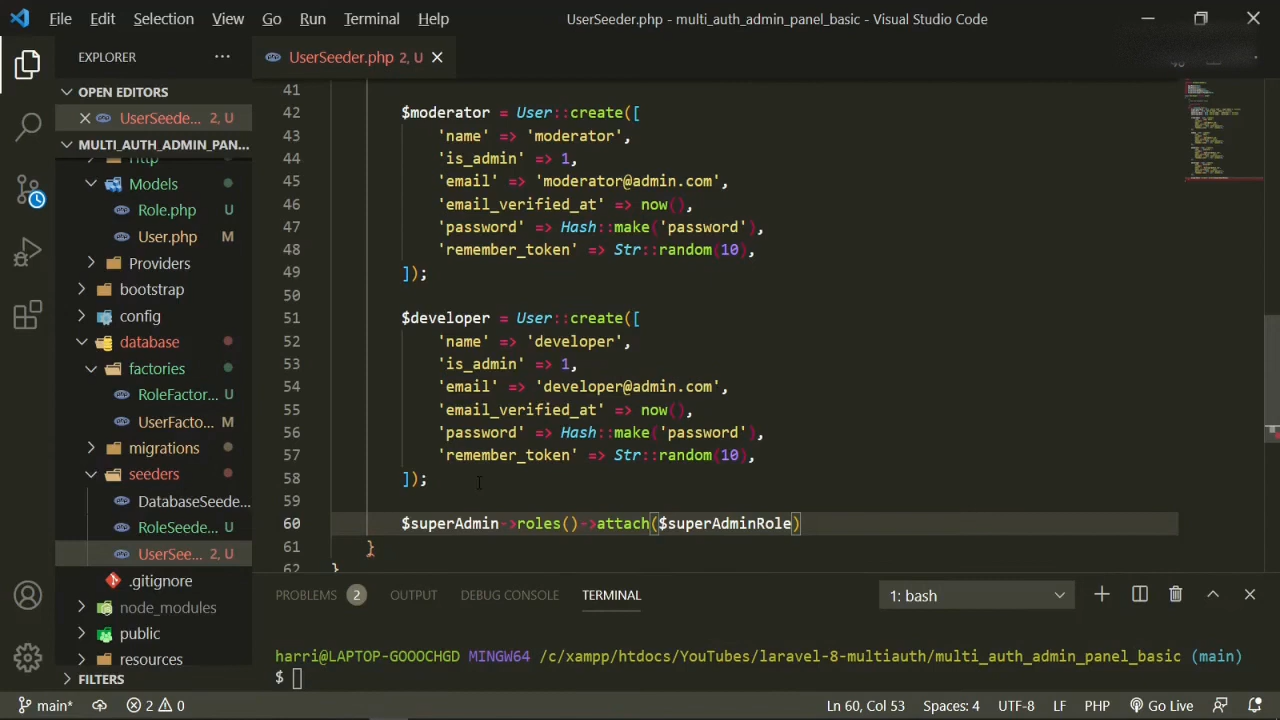 File Edit Selection View Go Run Terminal Help UserSeeder.php - multi_auth_admin_panel_basic - Visual Studio Code
EXPLORER
OPEN EDITORS
UserSeede... 2, U
MULTI_AUTH_ADMIN_PAN...
Http
Models
Role.php U
User.php M
Providers
bootstrap
config
database
factories
RoleFactor... U
UserFacto... M
migrations
seeders
DatabaseSeede...
RoleSeede... U
UserSee... 2, U
.gitignore
node_modules
public
resources
FILTERS
UserSeeder.php 2, U
41
42 $moderator = User::create([
43 'name' => 'moderator',
44 'is_admin' => 1,
45 'email' => 'moderator@admin.com',
46 'email_verified_at' => now(),
47 'password' => Hash::make('password'),
48 'remember_token' => Str::random(10),
49 ]);
50
51 $developer = User::create([
52 'name' => 'developer',
53 'is_admin' => 1,
54 'email' => 'developer@admin.com',
55 'email_verified_at' => now(),
56 'password' => Hash::make('password'),
57 'remember_token' => Str::random(10),
58 ]);
59
60 $superAdmin->roles()->attach($superAdminRole)
61 }
62 }
PROBLEMS 2 OUTPUT DEBUG CONSOLE TERMINAL 1: bash
harri@LAPTOP-GOOOCHGD MINGW64 /c/xampp/htdocs/YouTubes/laravel-8-multiauth/multi_auth_admin_panel_basic (main)
$
main* 2 0 Ln 60, Col 53 Spaces: 4 UTF-8 LF PHP Go Live